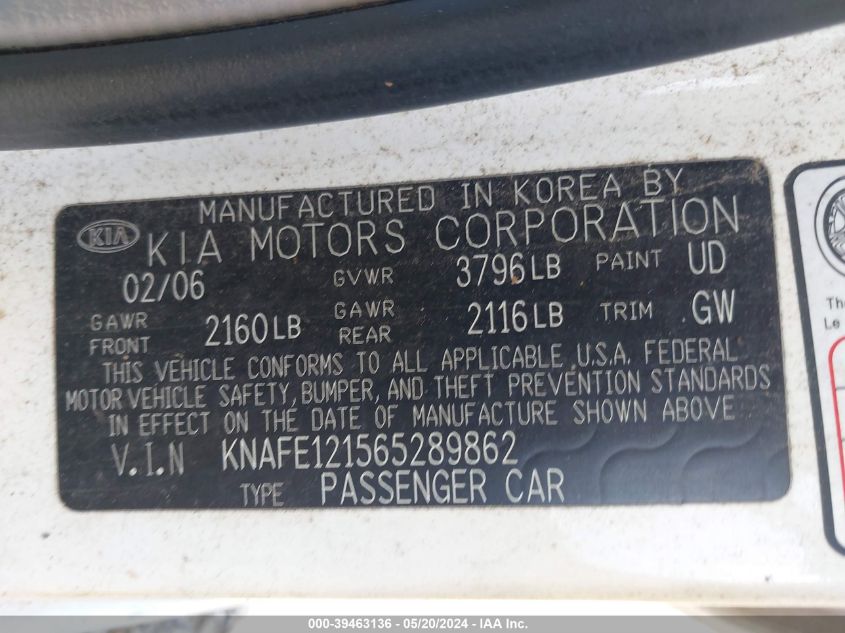 MANUFACTURED IN KOREA BY
KIA KIA MOTORS CORPORATION
02/06 GVWR 3796LB PAINT UD
GAWR FRONT 2160LB GAWR REAR 2116LB TRIM GW
THIS VEHICLE CONFORMS TO ALL APPLICABLE U.S.A. FEDERAL
MOTOR VEHICLE SAFETY, BUMPER, AND THEFT PREVENTION STANDARDS
IN EFFECT ON THE DATE OF MANUFACTURE SHOWN ABOVE
V.I.N KNAFE121565289862
TYPE PASSENGER CAR
Le
000-39463136 - 05/20/2024 - IAA Inc.